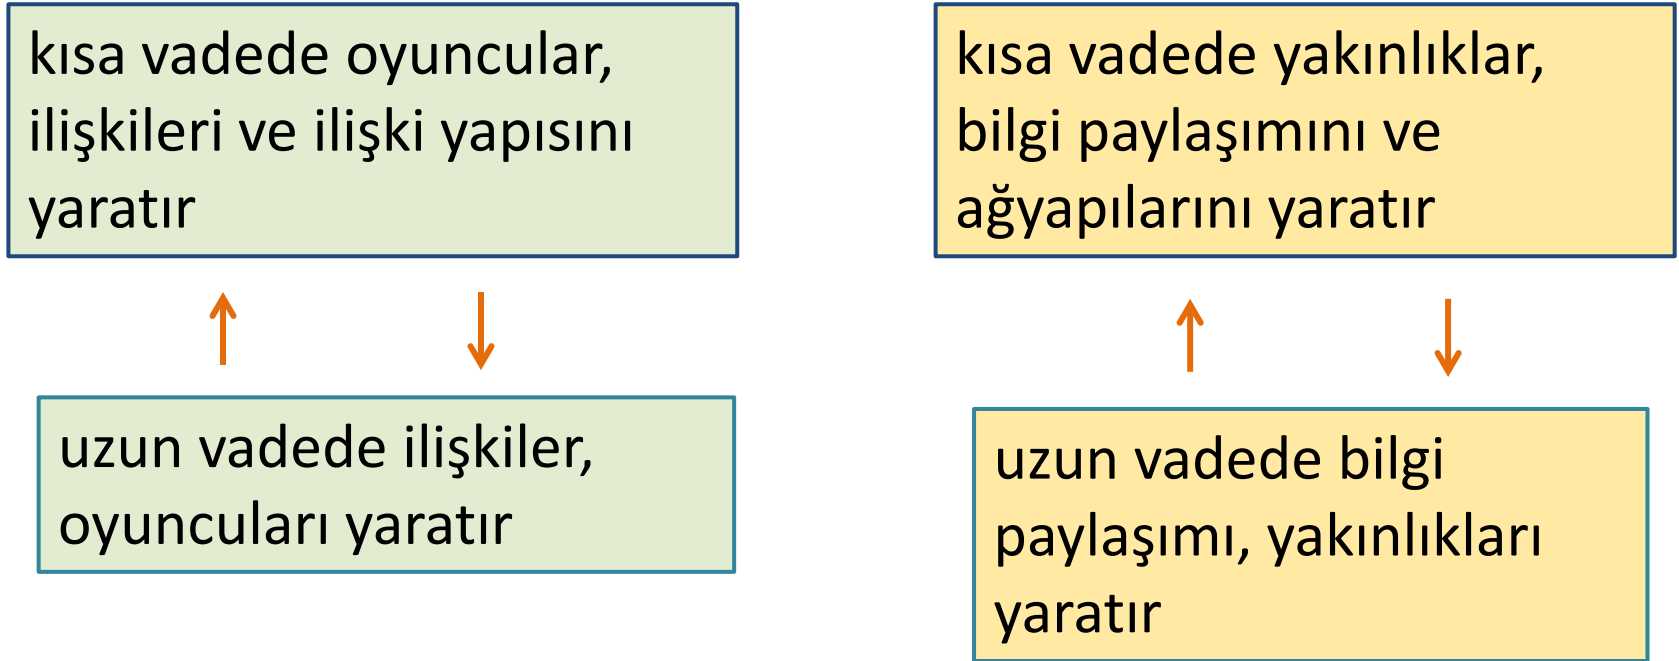 kısa vadede oyuncular,
ilişkileri ve ilişki yapısını
yaratır
uzun vadede ilişkiler,
oyuncuları yaratır
kısa vadede yakınlıklar,
bilgi paylaşımını ve
ağyapılarını yaratır
uzun vadede bilgi
paylaşımı, yakınlıkları
yaratır